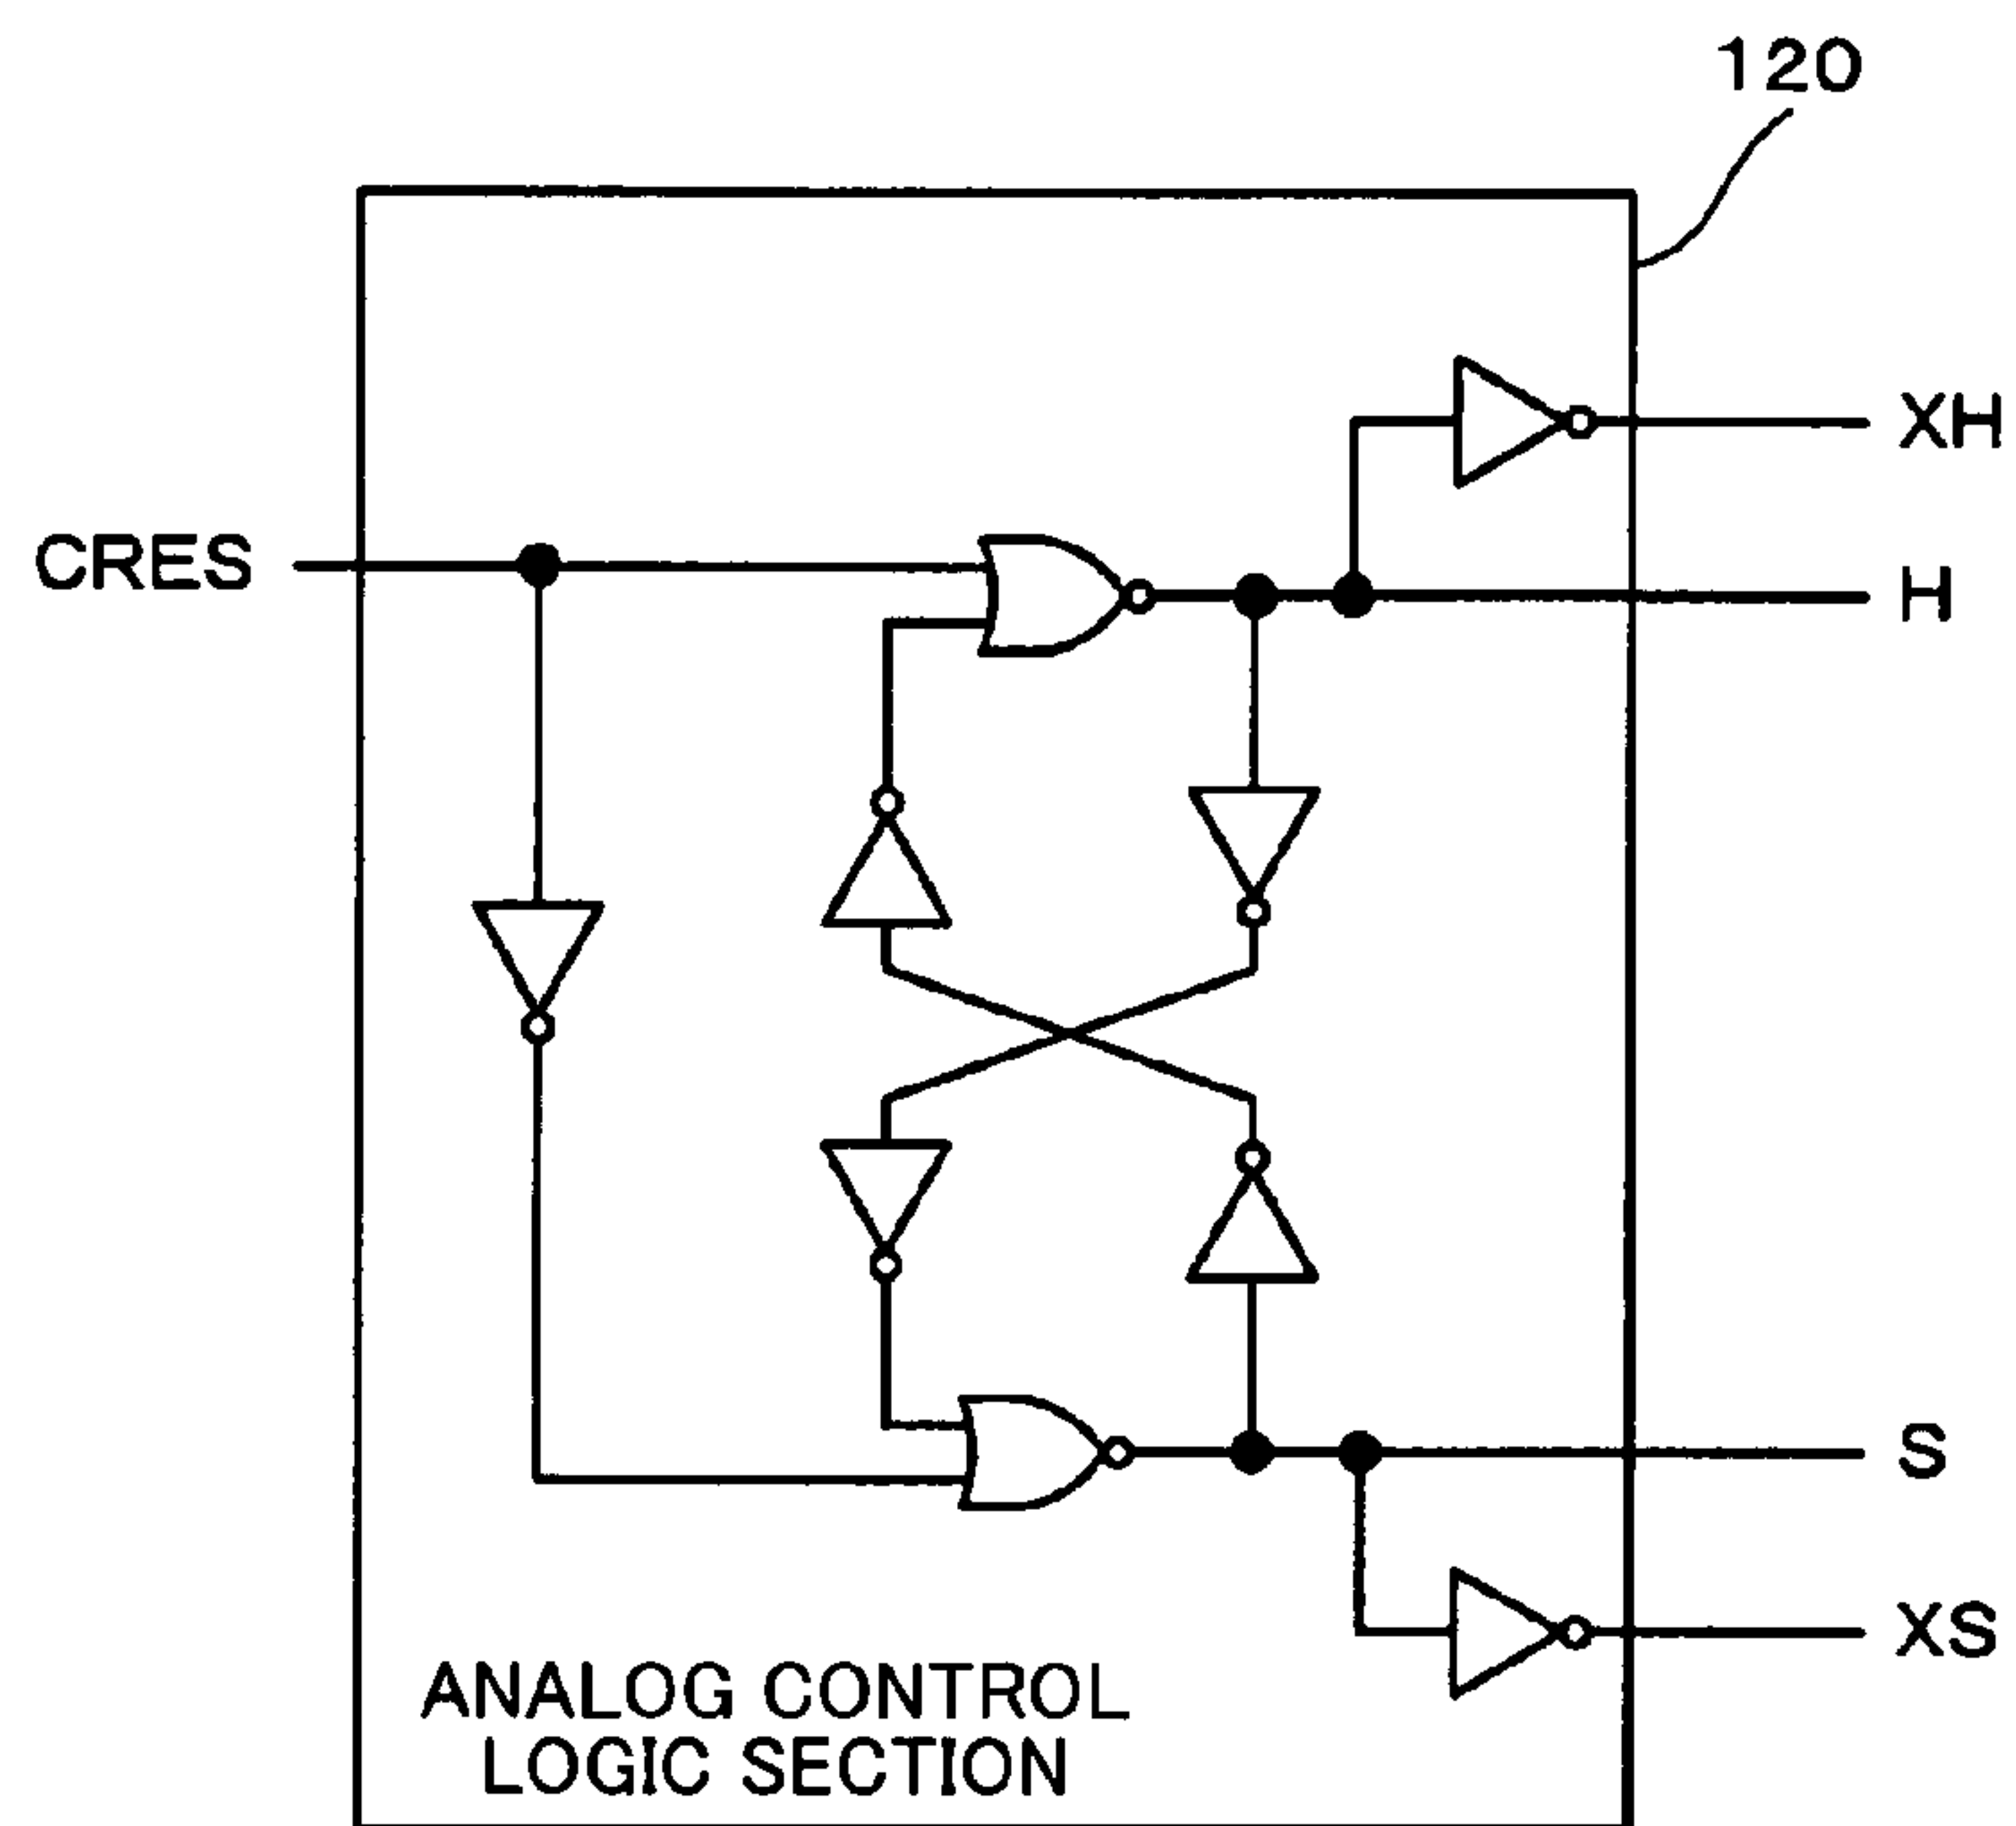 120
XH
CRES
H
S
XS
ANALOG CONTROL
LOGIC SECTION